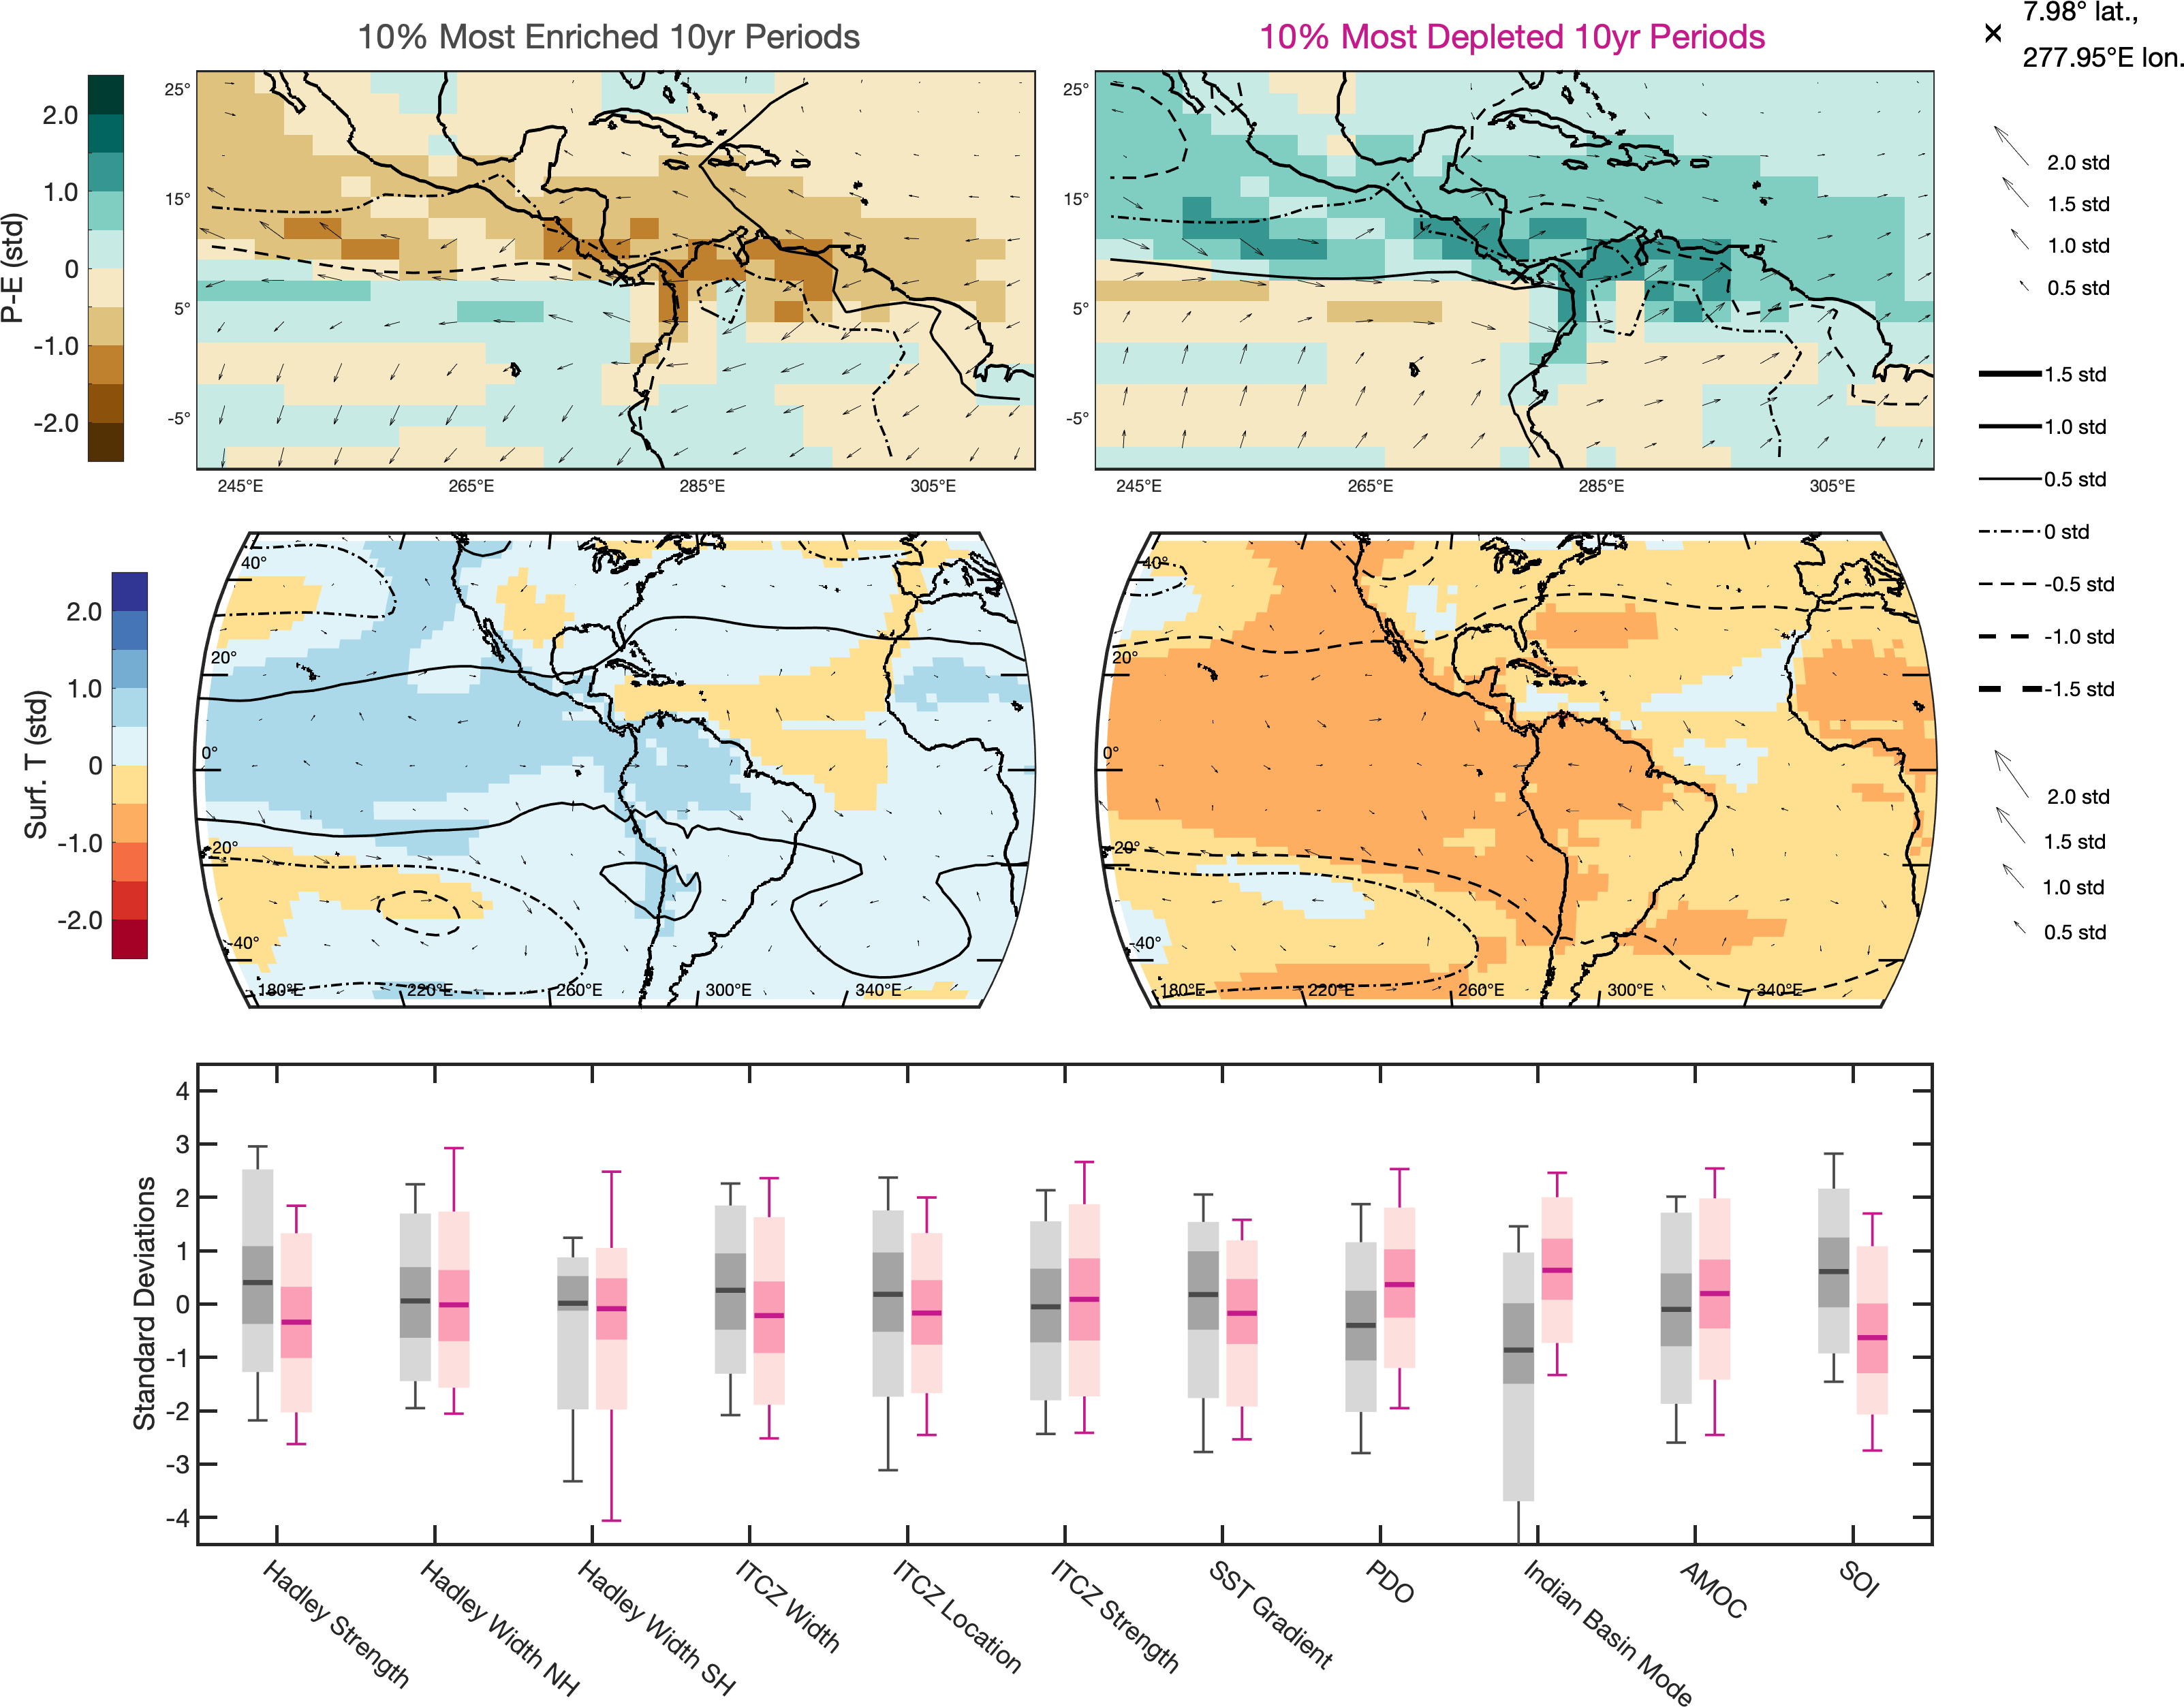 10% Most Enriched 10yr Periods
10% Most Depleted 10yr Periods
7.98° lat.,
277.95°E lon.
P-E (std)
2.0
1.0
0
-1.0
-2.0
25°
15°
5°
-5°
245°E
265°E
285°E
305°E
25°
15°
5°
-5°
245°E
265°E
285°E
305°E
2.0 std
1.5 std
1.0 std
0.5 std
1.5 std
1.0 std
0.5 std
0 std
-0.5 std
-1.0 std
-1.5 std
2.0 std
1.5 std
1.0 std
0.5 std
Surf. T (std)
2.0
1.0
0
-1.0
-2.0
40°
20°
0°
-20°
-40°
180°E
220°E
260°E
300°E
340°E
40°
20°
0°
-20°
-40°
180°E
220°E
260°E
300°E
340°E
Standard Deviations
4
3
2
1
0
-1
-2
-3
-4
Hadley Strength
Hadley Width NH
Hadley Width SH
ITCZ Width
ITCZ Location
ITCZ Strength
SST Gradient
PDO
Indian Basin Mode
AMOC
SOI